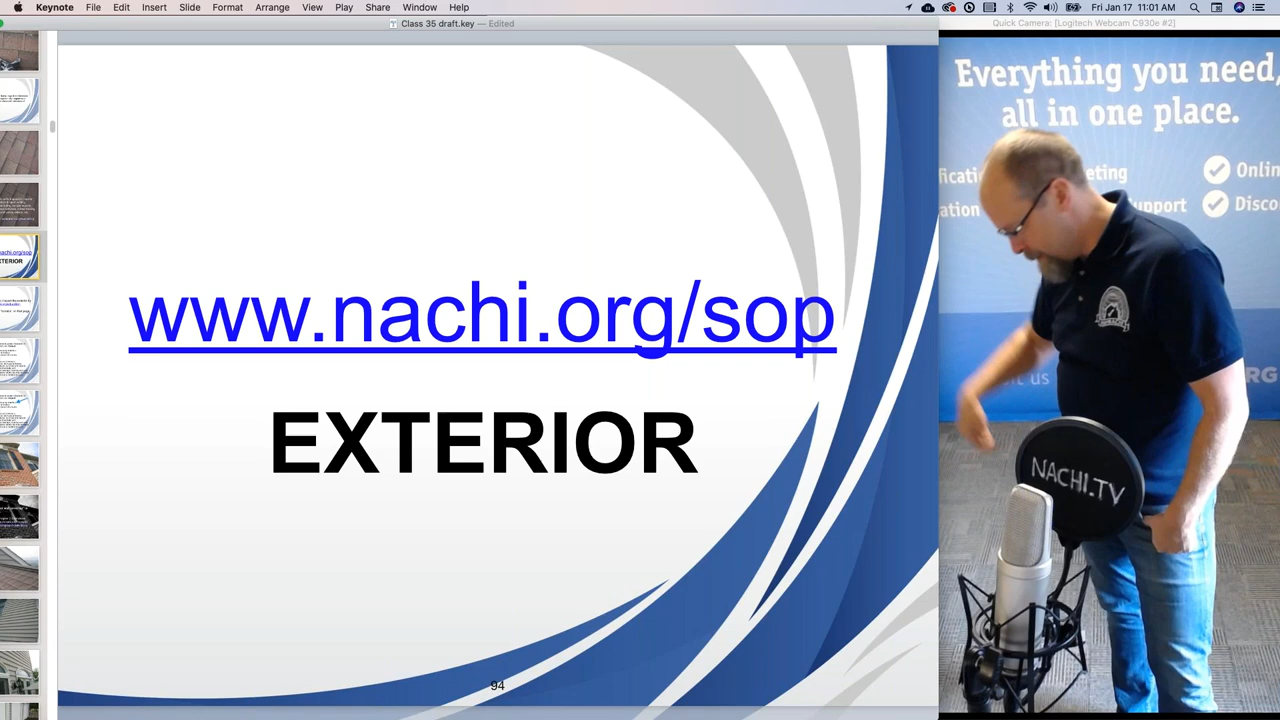 Keynote File Edit Insert Slide Format Arrange View Play Share Window Help Fri Jan 17 11:01 AM
Class 35 draft.key — Edited
Quick Camera: [Logitech Webcam C930e #2]
www.nachi.org/sop
EXTERIOR
94
Everything you need,
all in one place.
Onlin
upport
Disco
NACHI.TV